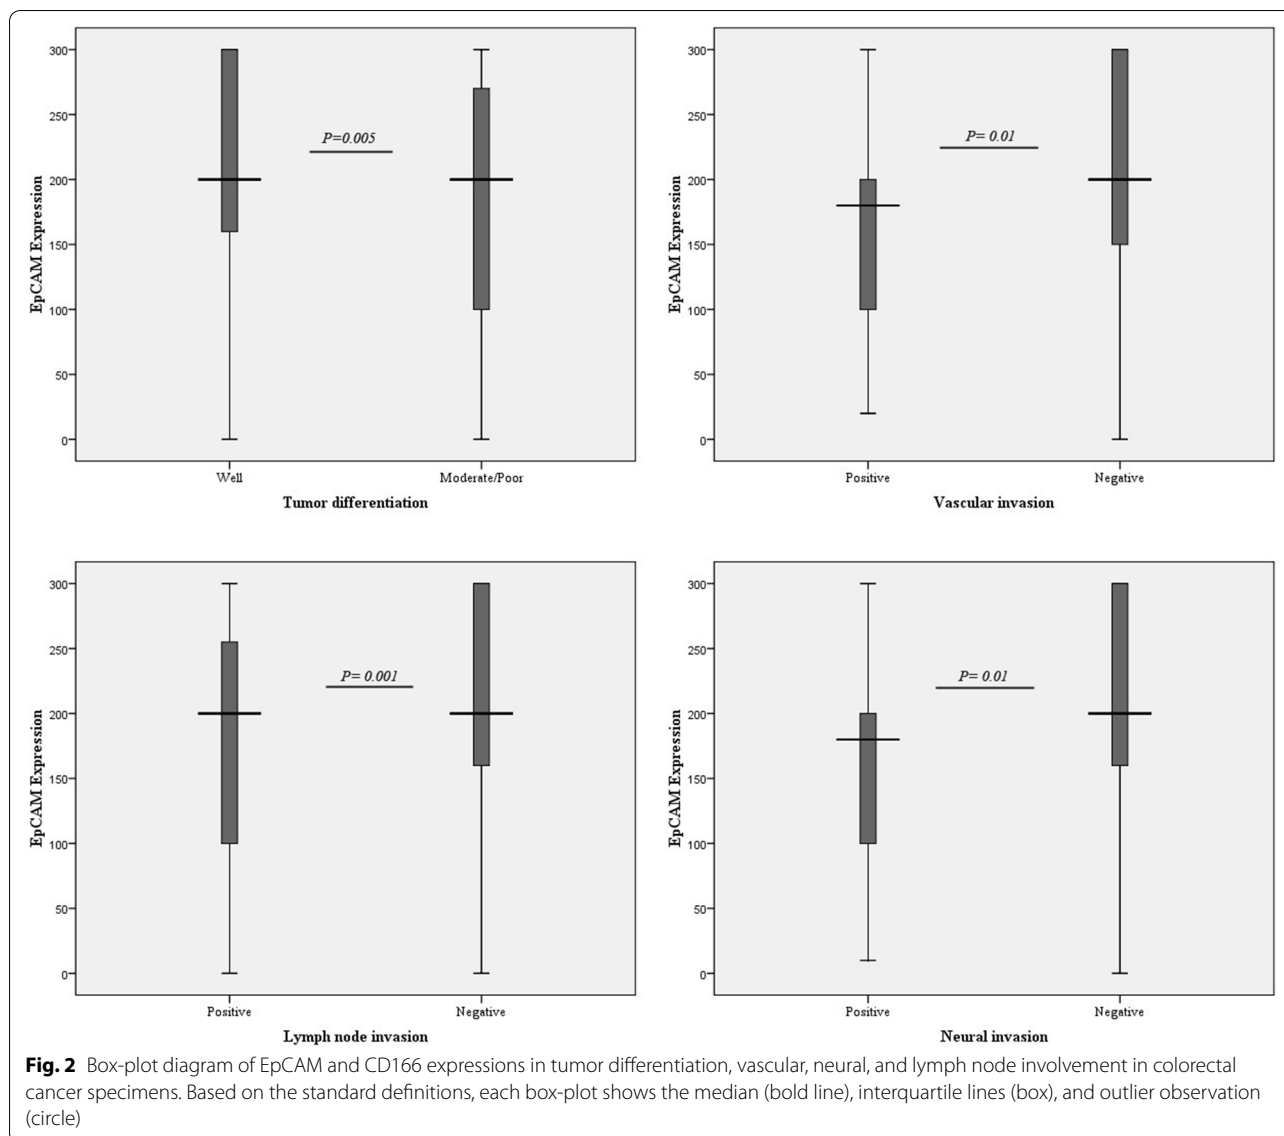 300
250
200
150
100
50
0
EpCAM Expression
P=0.005
Well
Moderate/Poor
Tumor differentiation
300
250
200
150
100
50
0
EpCAM Expression
P= 0.01
Positive
Negative
Vascular invasion
300
250
200
150
100
50
0
EpCAM Expression
P= 0.001
Positive
Negative
Lymph node invasion
300
250
200
150
100
50
0
EpCAM Expression
P= 0.01
Positive
Negative
Neural invasion
Fig. 2 Box-plot diagram of EpCAM and CD166 expressions in tumor differentiation, vascular, neural, and lymph node involvement in colorectal
cancer specimens. Based on the standard definitions, each box-plot shows the median (bold line), interquartile lines (box), and outlier observation
(circle)